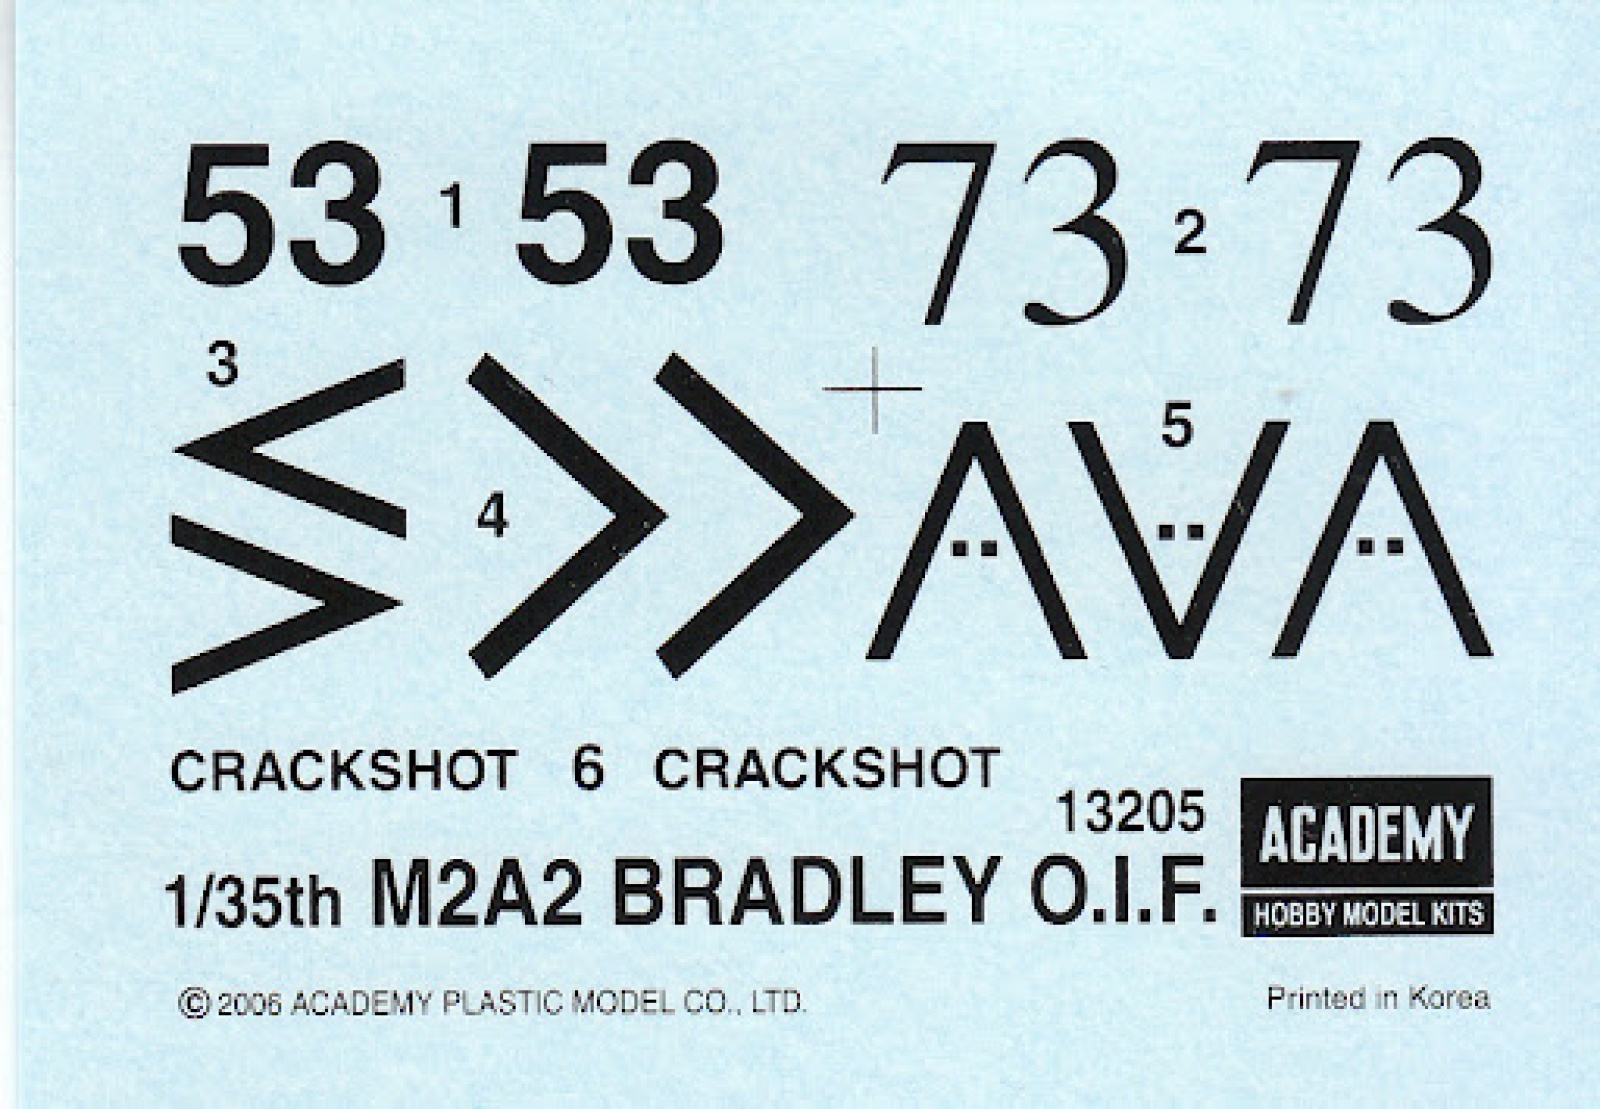 53 1 53 73 2 73
3
4
5
CRACKSHOT 6 CRACKSHOT
13205
1/35th M2A2 BRADLEY O.I.F.
ACADEMY
HOBBY MODEL KITS
© 2006 ACADEMY PLASTIC MODEL CO., LTD.
Printed in Korea